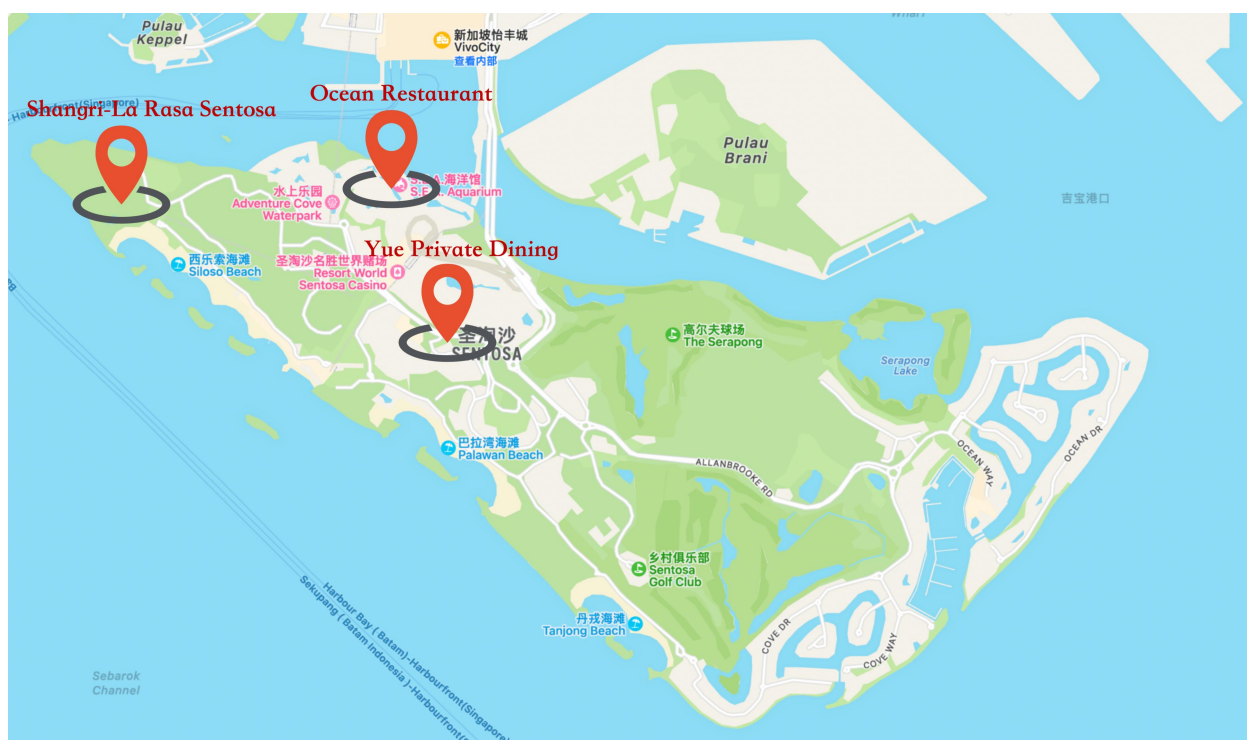 Wharf
Pulau
Keppel
新加坡怡丰城
VivoCity
查看内部
Ocean Restaurant
Harbourfront(Singapore)
Shangri-La Rasa Sentosa
Pulau
Brani
S.E.A.海洋馆
S.E.A. Aquarium
水上乐园
Adventure Cove
Waterpark
吉宝港口
Yue Private Dining
西乐索海滩
Siloso Beach
圣淘沙名胜世界赌场
Resort World
Sentosa Casino
圣淘沙
SENTOSA
高尔夫球场
The Serapong
Serapong
Lake
巴拉湾海滩
Palawan Beach
ALLANBROOKE RD
OCEAN WAY
OCEAN DR
乡村俱乐部
Sentosa
Golf Club
丹戎海滩
Tanjong Beach
COVE DR
COVE WAY
Harbour Bay ( Batam)-Harbourfront(Singapore)
Sekupang ( Batam Indonesia )-Harbourfront(S
Sebarok
Channel